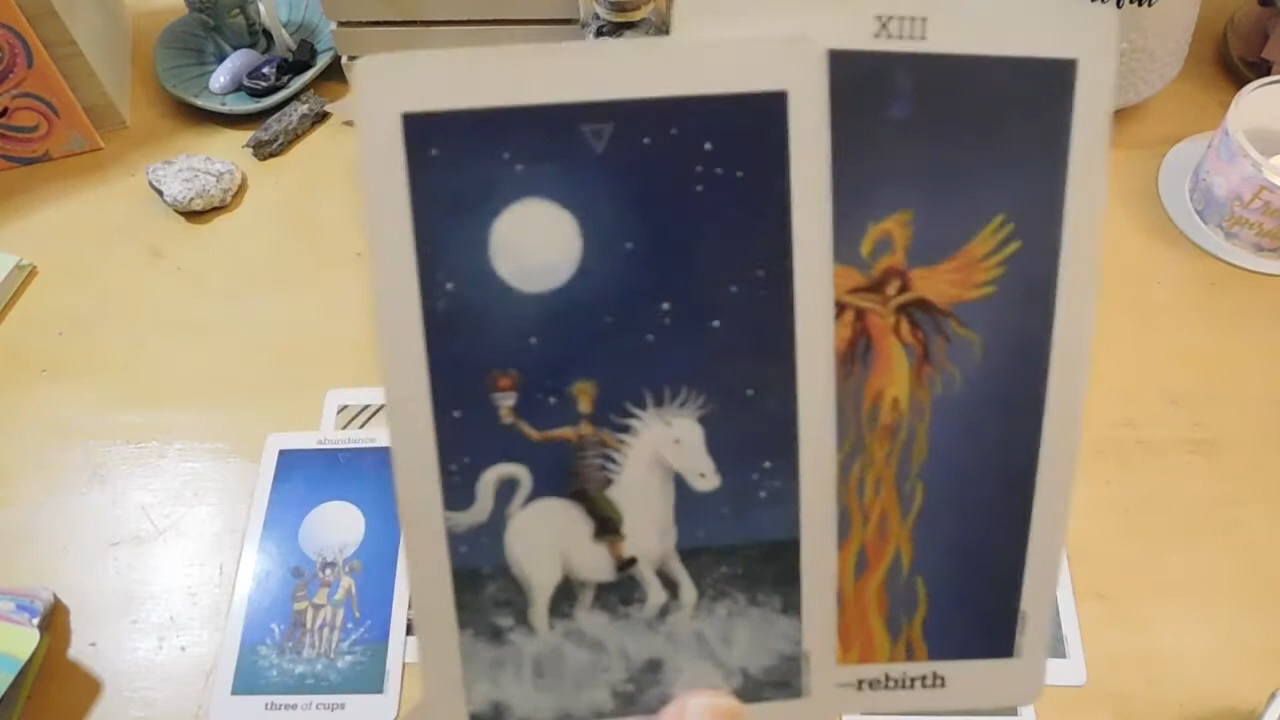 XIII
—rebirth
abundance
three of cups